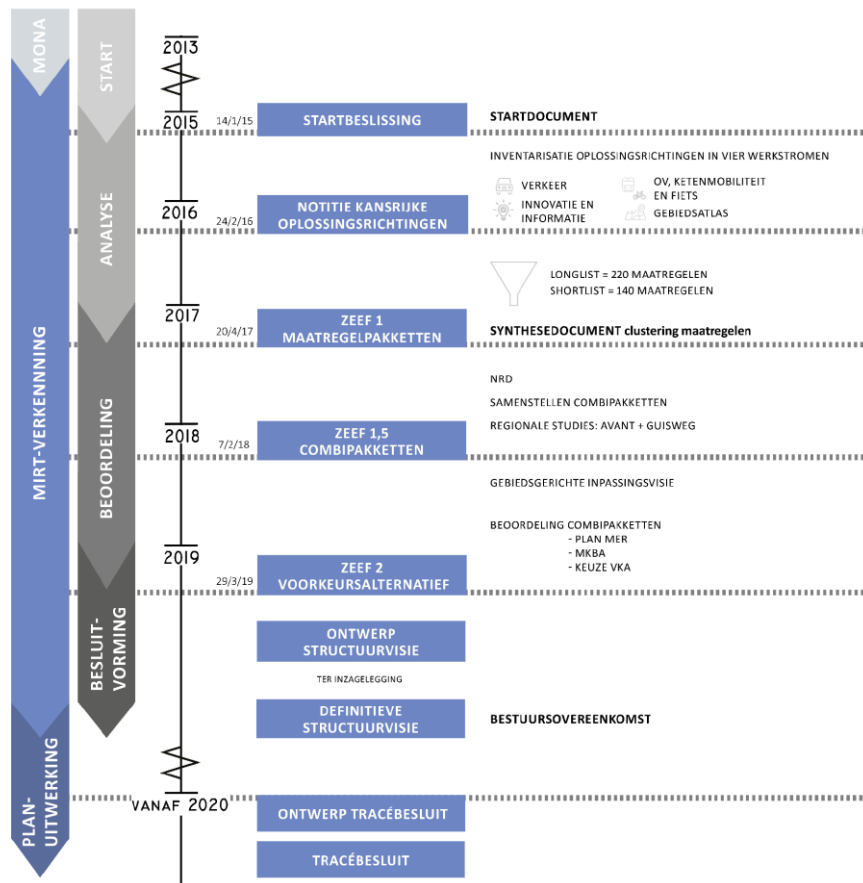 MONA
MIRT-VERKENNNING
PLAN-
UITWERKING
START
ANALYSE
BEOORDELING
BESLUIT-
VORMING
2013
2015
14/1/15
STARTBESLISSING
STARTDOCUMENT
INVENTARISATIE OPLOSSINGSRICHTINGEN IN VIER WERKSTROMEN
VERKEER
OV, KETENMOBILITEIT
EN FIETS
INNOVATIE EN
INFORMATIE
GEBIEDSATLAS
2016
24/2/16
NOTITIE KANSRIJKE
OPLOSSINGSRICHTINGEN
LONGLIST = 220 MAATREGELEN
SHORTLIST = 140 MAATREGELEN
2017
20/4/17
ZEEF 1
MAATREGELPAKKETTEN
SYNTHESEDOCUMENT clustering maatregelen
NRD
SAMENSTELLEN COMBIPAKKETTEN
REGIONALE STUDIES: AVANT + GUISWEG
2018
7/2/18
ZEEF 1,5
COMBIPAKKETTEN
GEBIEDSGERICHTE INPASSINGSVISIE
BEOORDELING COMBIPAKKETTEN
- PLAN MER
- MKBA
- KEUZE VKA
2019
29/3/19
ZEEF 2
VOORKEURSALTERNATIEF
ONTWERP
STRUCTUURVISIE
TER INZAGELEGGING
DEFINITIEVE
STRUCTUURVISIE
BESTUURSOVEREENKOMST
VANAF 2020
ONTWERP TRACÉBESLUIT
TRACÉBESLUIT